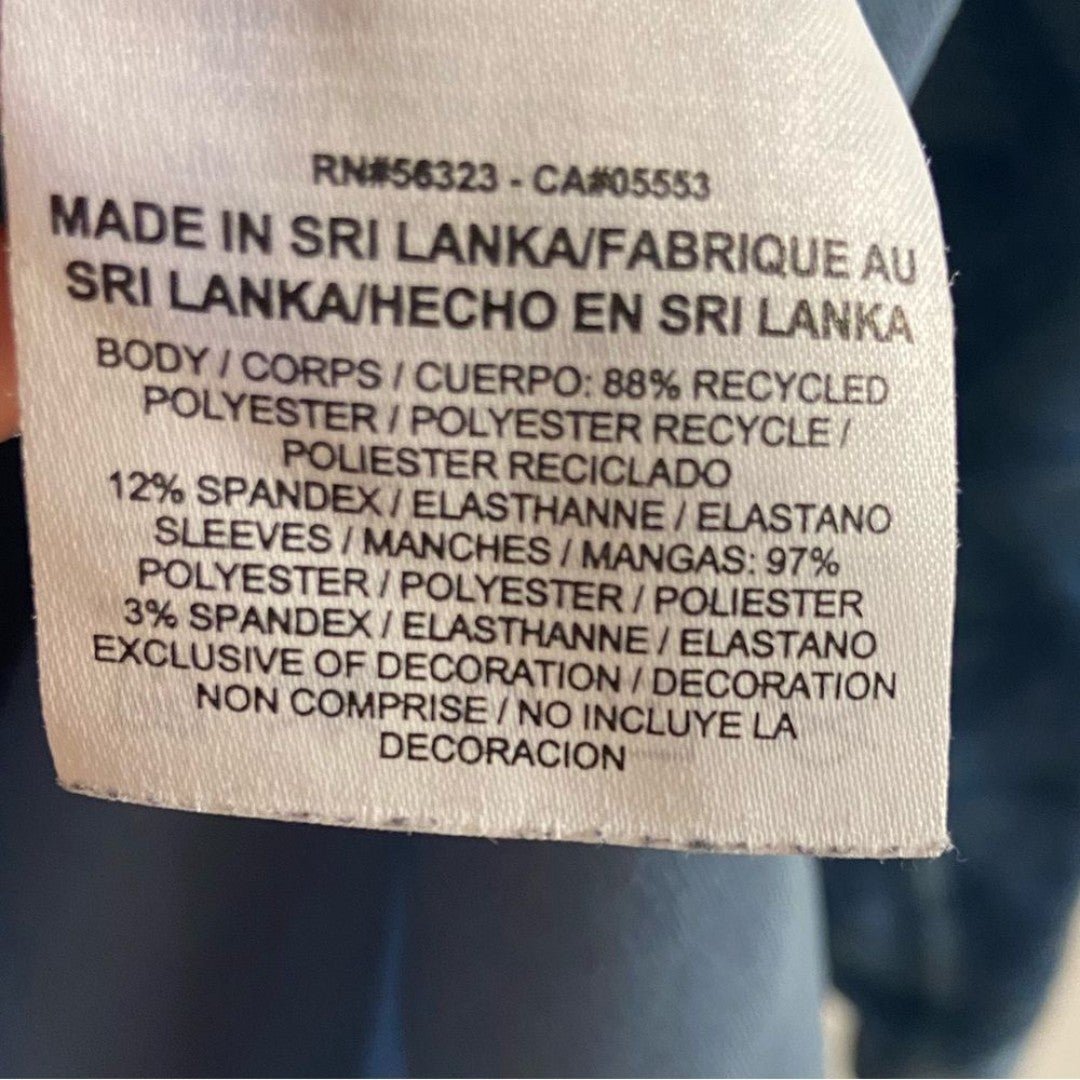 RN#56323 - CA#05553
MADE IN SRI LANKA/FABRIQUE AU
SRI LANKA/HECHO EN SRI LANKA
BODY / CORPS / CUERPO: 88% RECYCLED
POLYESTER / POLYESTER RECYCLE /
POLIESTER RECICLADO
12% SPANDEX / ELASTHANNE / ELASTANO
SLEEVES / MANCHES / MANGAS: 97%
POLYESTER / POLYESTER / POLIESTER
3% SPANDEX / ELASTHANNE / ELASTANO
EXCLUSIVE OF DECORATION / DECORATION
NON COMPRISE / NO INCLUYE LA
DECORACION